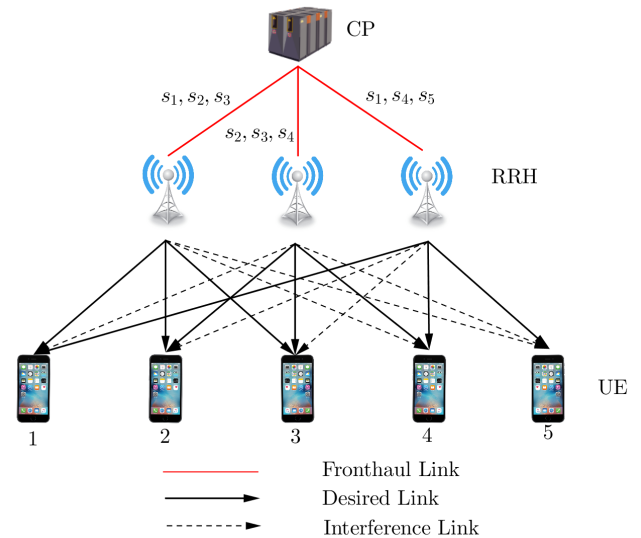 CP
s₁, s₂, s₃
s₁, s₄, s₅
s₂, s₃, s₄
RRH
UE
1 2 3 4 5
Fronthaul Link
Desired Link
Interference Link